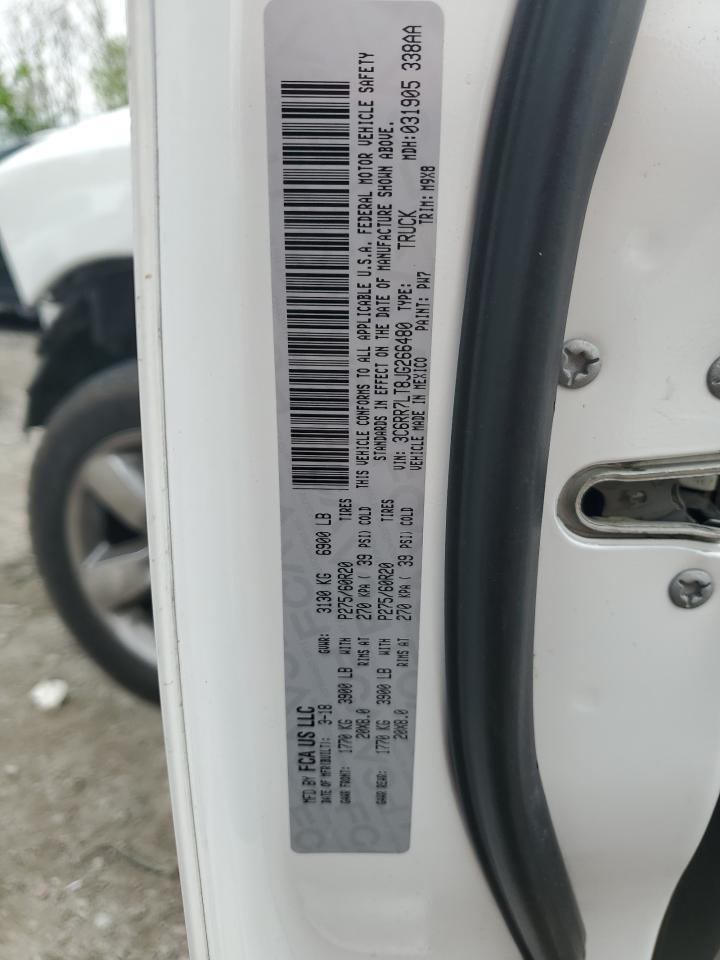 MFD BY FCA US LLC
DATE OF MFR(BUILT): 3-18 GVWR: 3130 KG 6900 LB
GAWR FRONT: 1770 KG 3900 LB WITH P275/60R20 TIRES
20X8.0 RIMS AT 270 KPA( 39 PSI) COLD
GAWR REAR: 1770 KG 3900 LB WITH P275/60R20 TIRES
20X8.0 RIMS AT 270 KPA( 39 PSI) COLD
THIS VEHICLE CONFORMS TO ALL APPLICABLE U.S.A. FEDERAL MOTOR VEHICLE SAFETY
STANDARDS IN EFFECT ON THE DATE OF MANUFACTURE SHOWN ABOVE.
VIN: 3C6RR7LT8JG266480 TYPE: TRUCK MDH:031905 338AA
VEHICLE MADE IN MEXICO PAINT: PW7 TRIM: M9X8